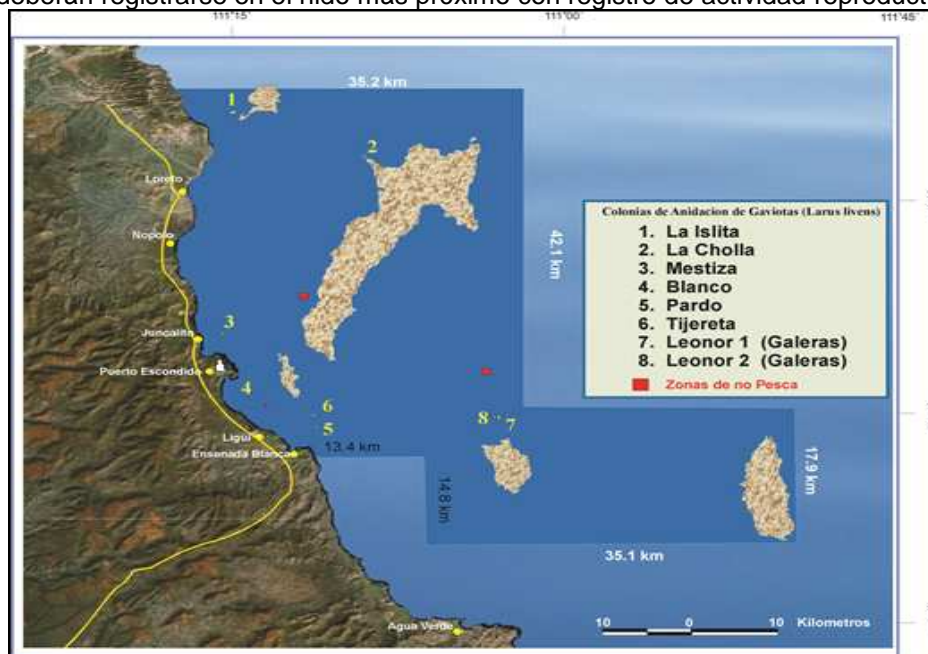 deberán registrarse en el nido más próximo con registro de actividad reproduct
111°15'
111°00
111°45'
35.2 km
1
2
Loreto
Nopolo
42.1 km
Colonias de Anidacion de Gaviotas (Larus livens)
1. La Islita
2. La Cholla
3. Mestiza
4. Blanco
5. Pardo
6. Tijereta
7. Leonor 1 (Galeras)
8. Leonor 2 (Galeras)
Zonas de no Pesca
3
Juncalito
Puerto Escondido
4
6
5
8
7
Ligui
13.4 km
Ensenada Blanca
14.8 km
17.9 km
35.1 km
Agua Verde
10 0 10 Kilometros